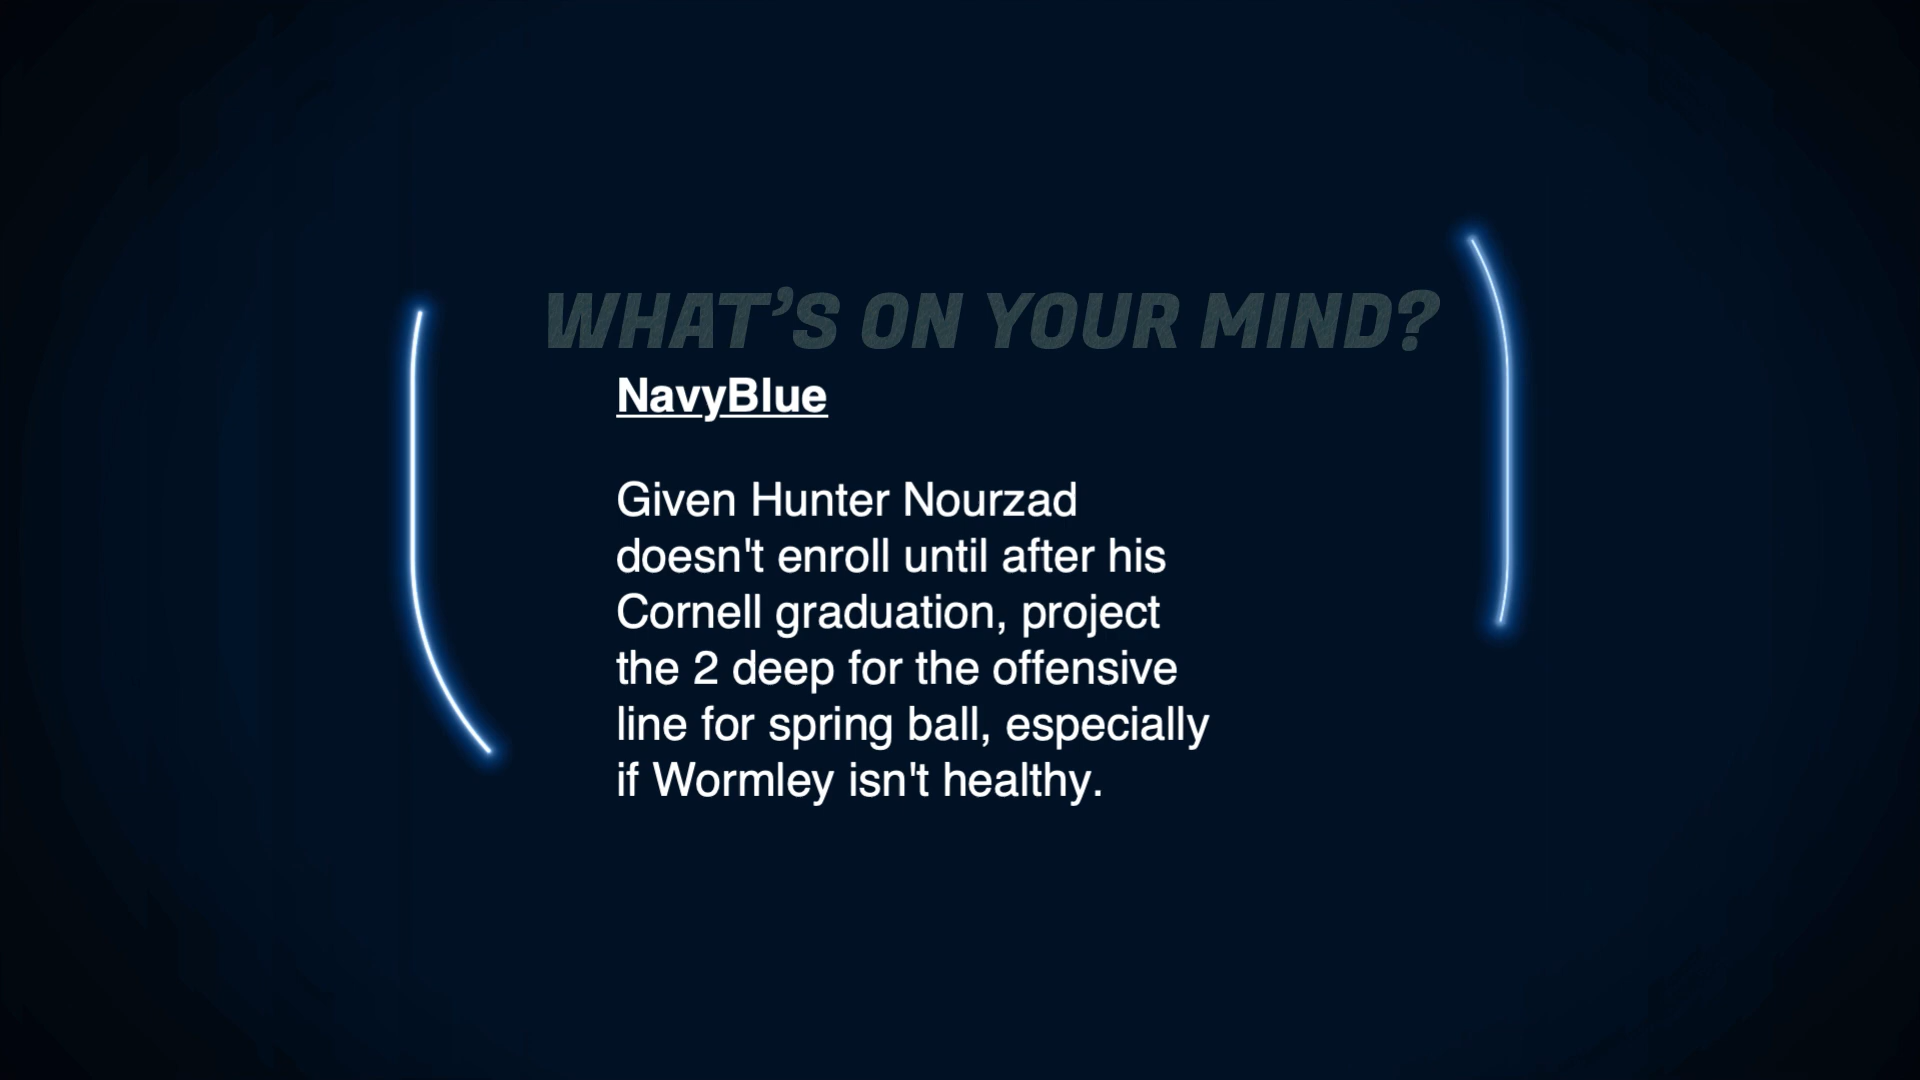 WHAT’S ON YOUR MIND?
NavyBlue
Given Hunter Nourzad
doesn't enroll until after his
Cornell graduation, project
the 2 deep for the offensive
line for spring ball, especially
if Wormley isn't healthy.